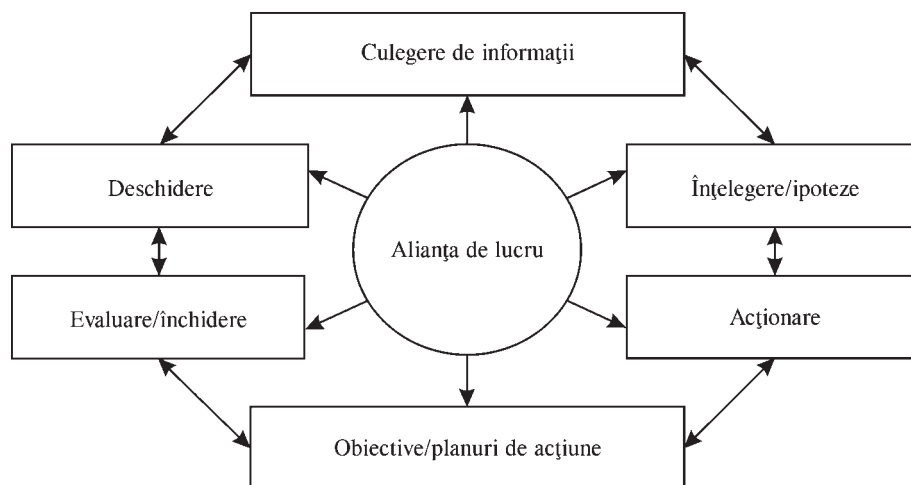 Culegere de informaţii
Deschidere
Înţelegere/ipoteze
Alianţa de lucru
Evaluare/închidere
Acţionare
Obiective/planuri de acţiune